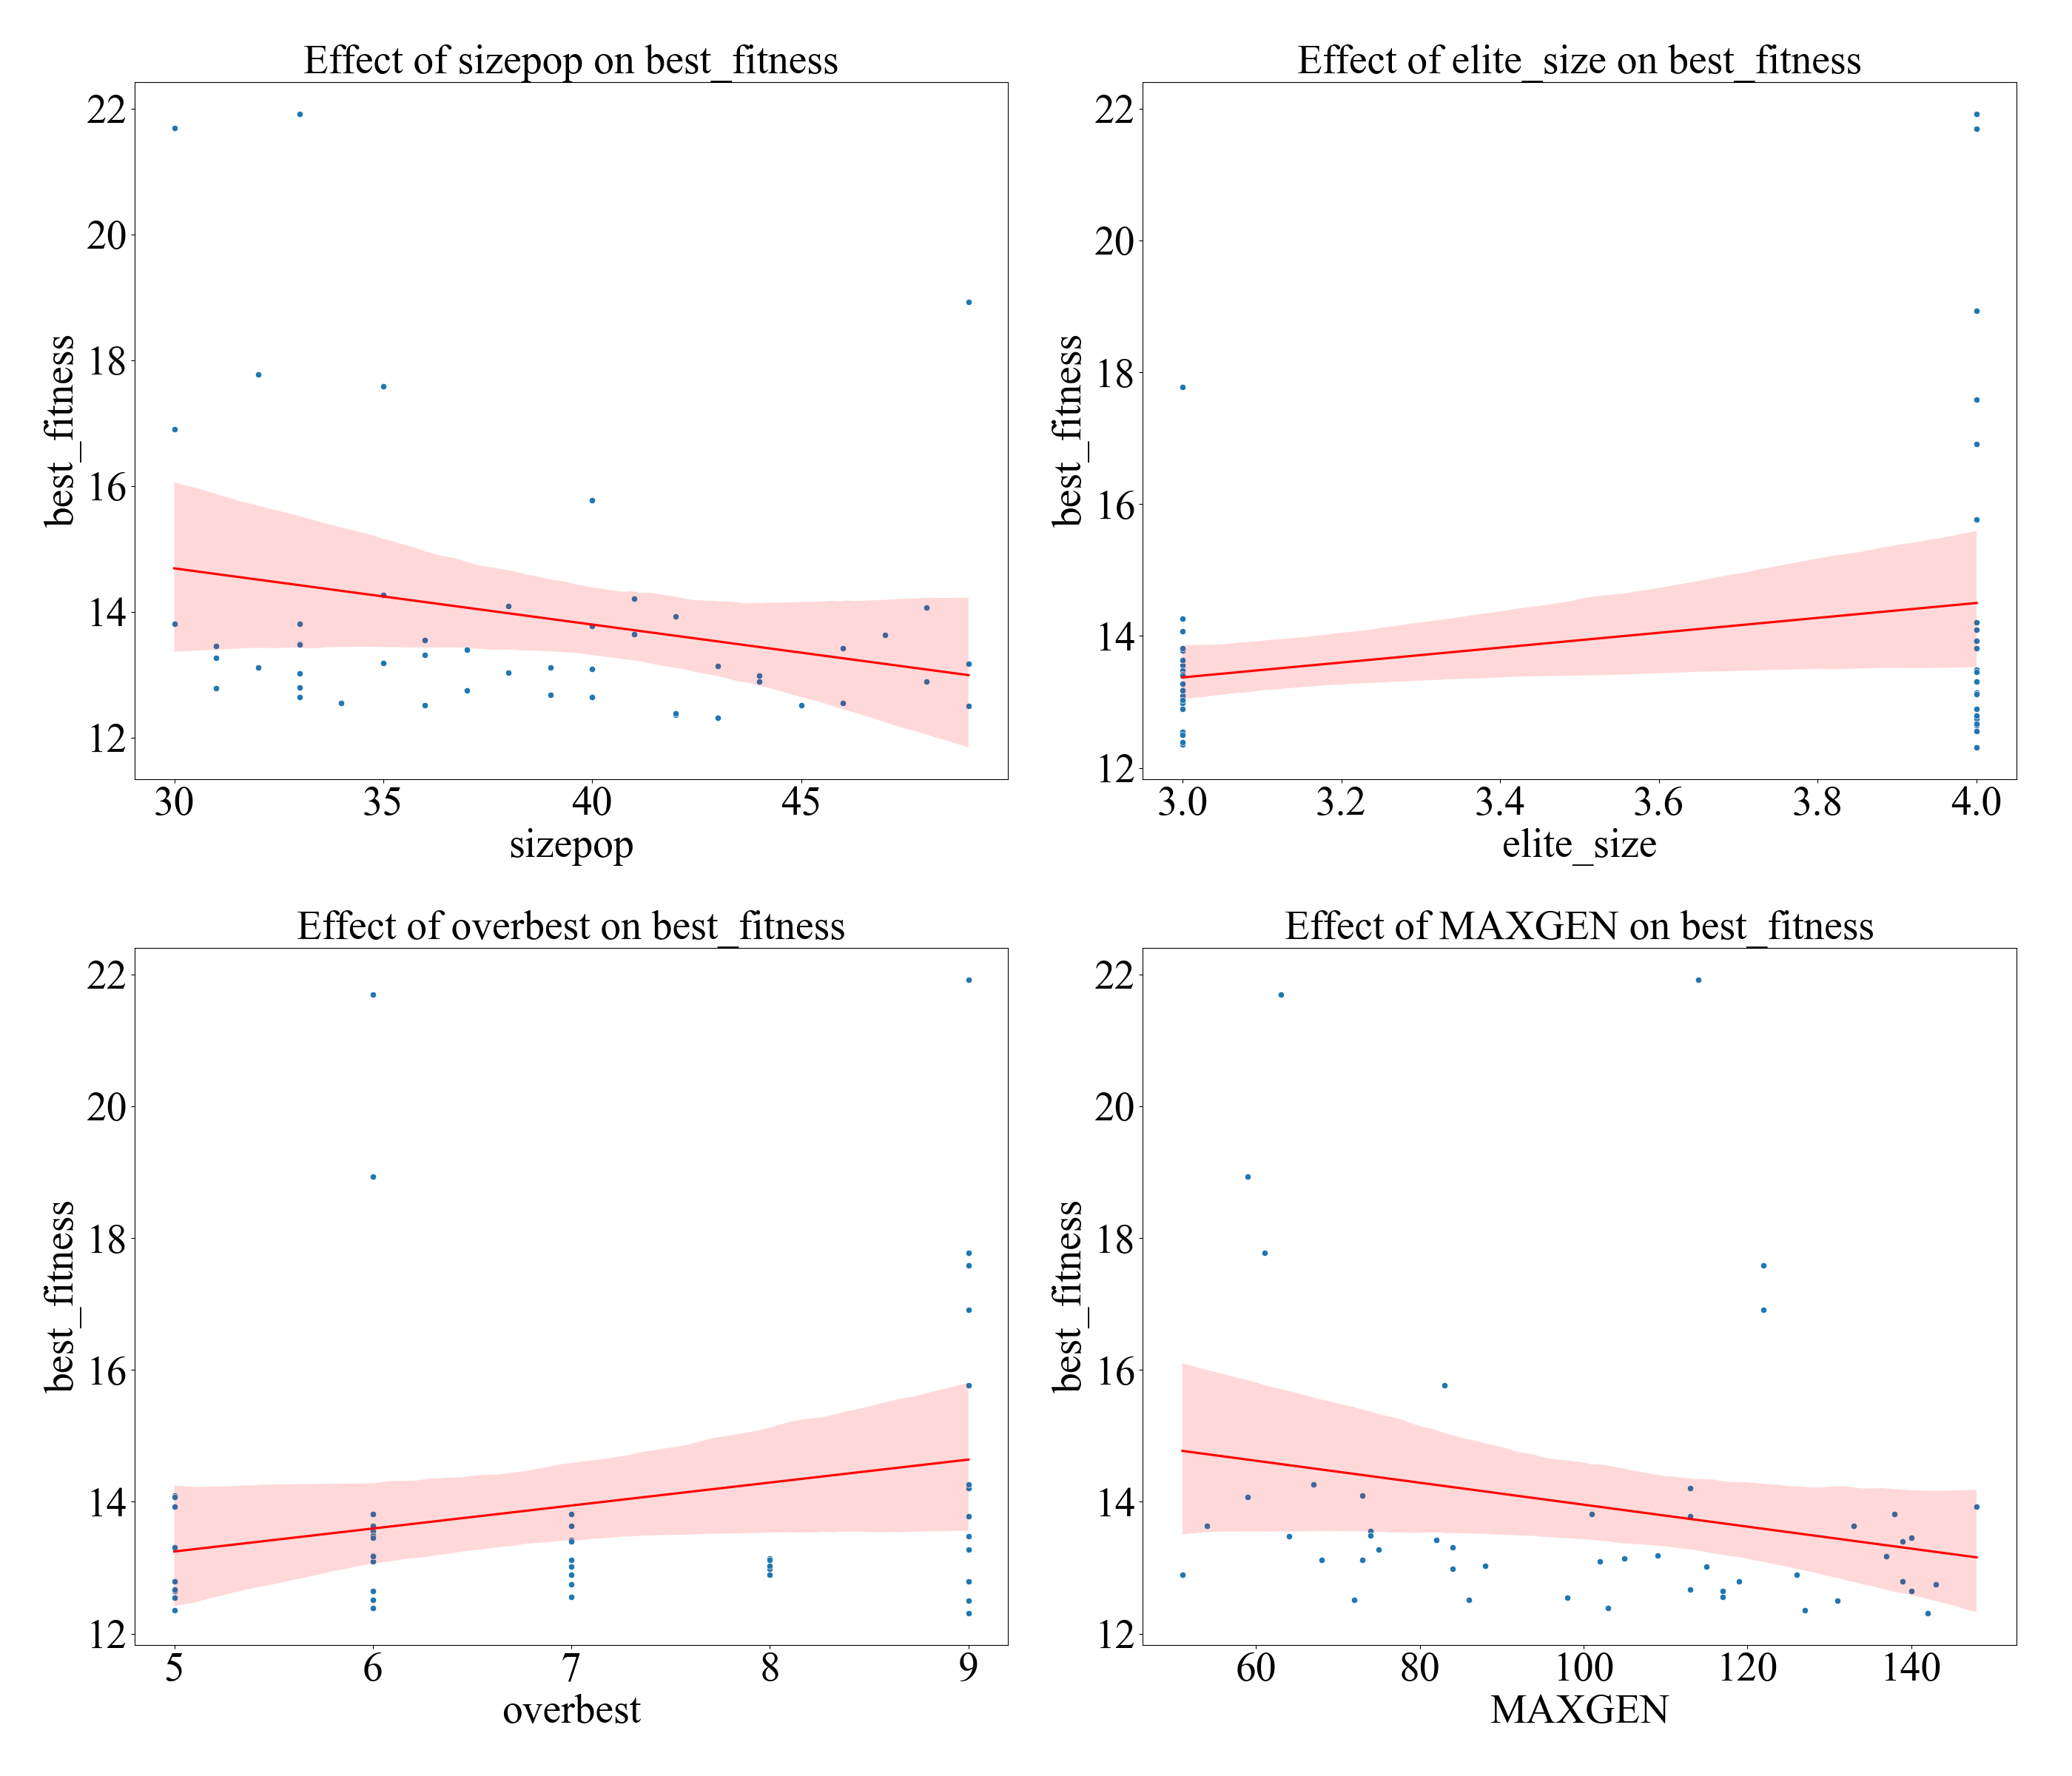 Effect of sizepop on best_fitness
22
20
18
16
14
12
best_fitness
30 35 40 45
sizepop
Effect of elite_size on best_fitness
22
20
18
16
14
12
best_fitness
3.0 3.2 3.4 3.6 3.8 4.0
elite_size
Effect of overbest on best_fitness
22
20
18
16
14
12
best_fitness
5 6 7 8 9
overbest
Effect of MAXGEN on best_fitness
22
20
18
16
14
12
best_fitness
60 80 100 120 140
MAXGEN